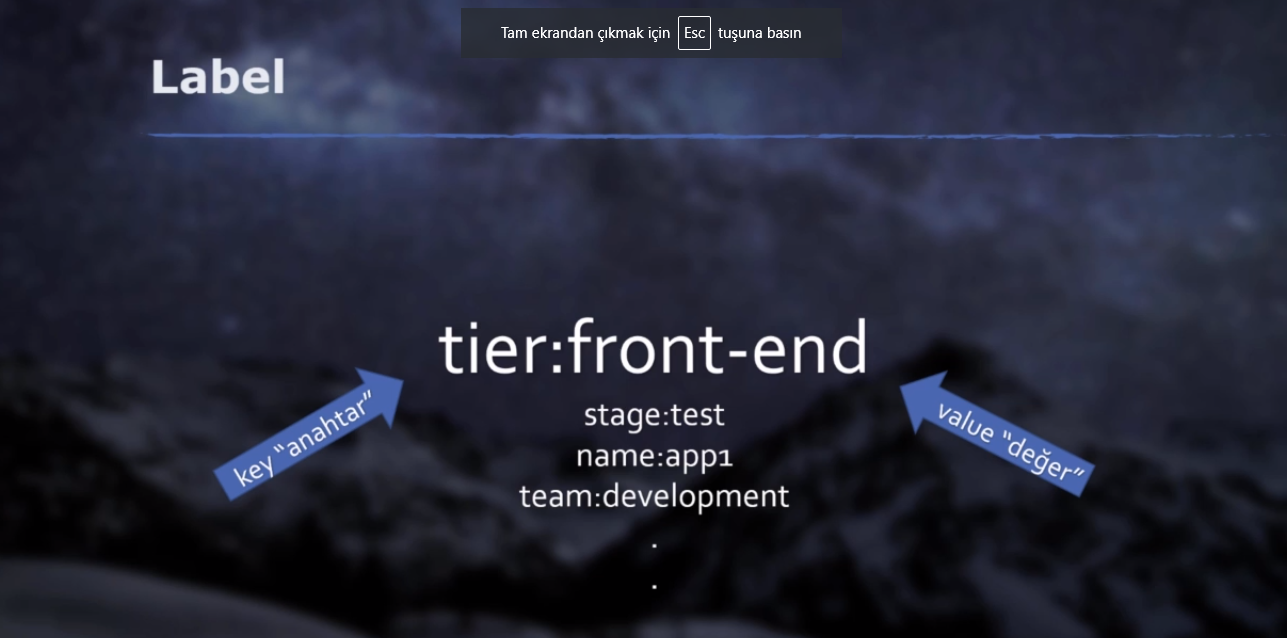 Tam ekrandan çıkmak için Esc tuşuna basın
Label
tier:front-end
key “anahtar”
value “değer”
stage:test
name:app1
team:development
.
.